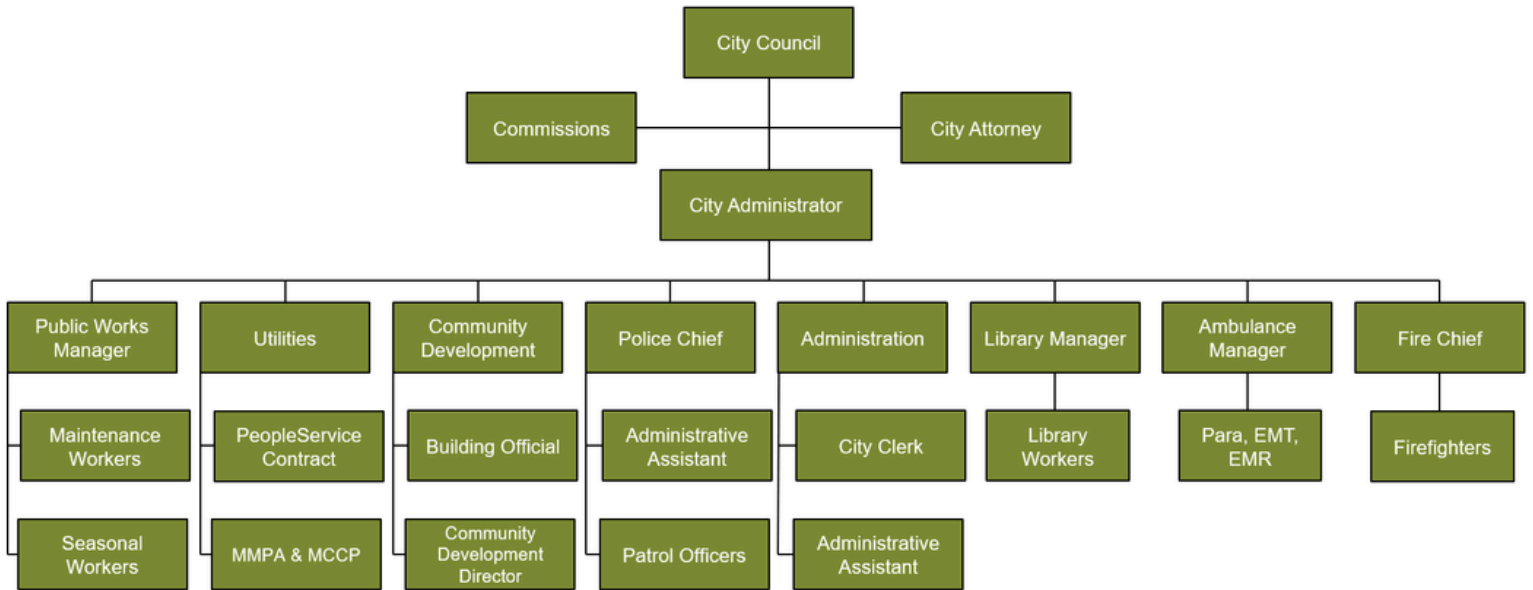 City Council
Commissions
City Attorney
City Administrator
Public Works
Manager
Utilities
Community
Development
Police Chief
Administration
Library Manager
Ambulance
Manager
Fire Chief
Maintenance
Workers
PeopleService
Contract
Building Official
Administrative
Assistant
City Clerk
Library
Workers
Para, EMT,
EMR
Firefighters
Seasonal
Workers
MMPA & MCCP
Community
Development
Director
Patrol Officers
Administrative
Assistant